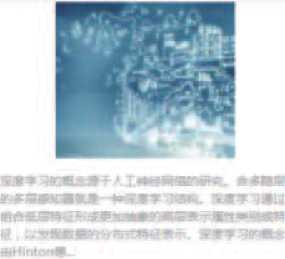 深度学习的概念源于人工神经网络的研究。含多隐层
的多层感知器就是一种深度学习结构。深度学习通过
组合低层特征形成更加抽象的高层表示属性类别或特
征，以发现数据的分布式特征表示。深度学习的概念
由Hinton等...